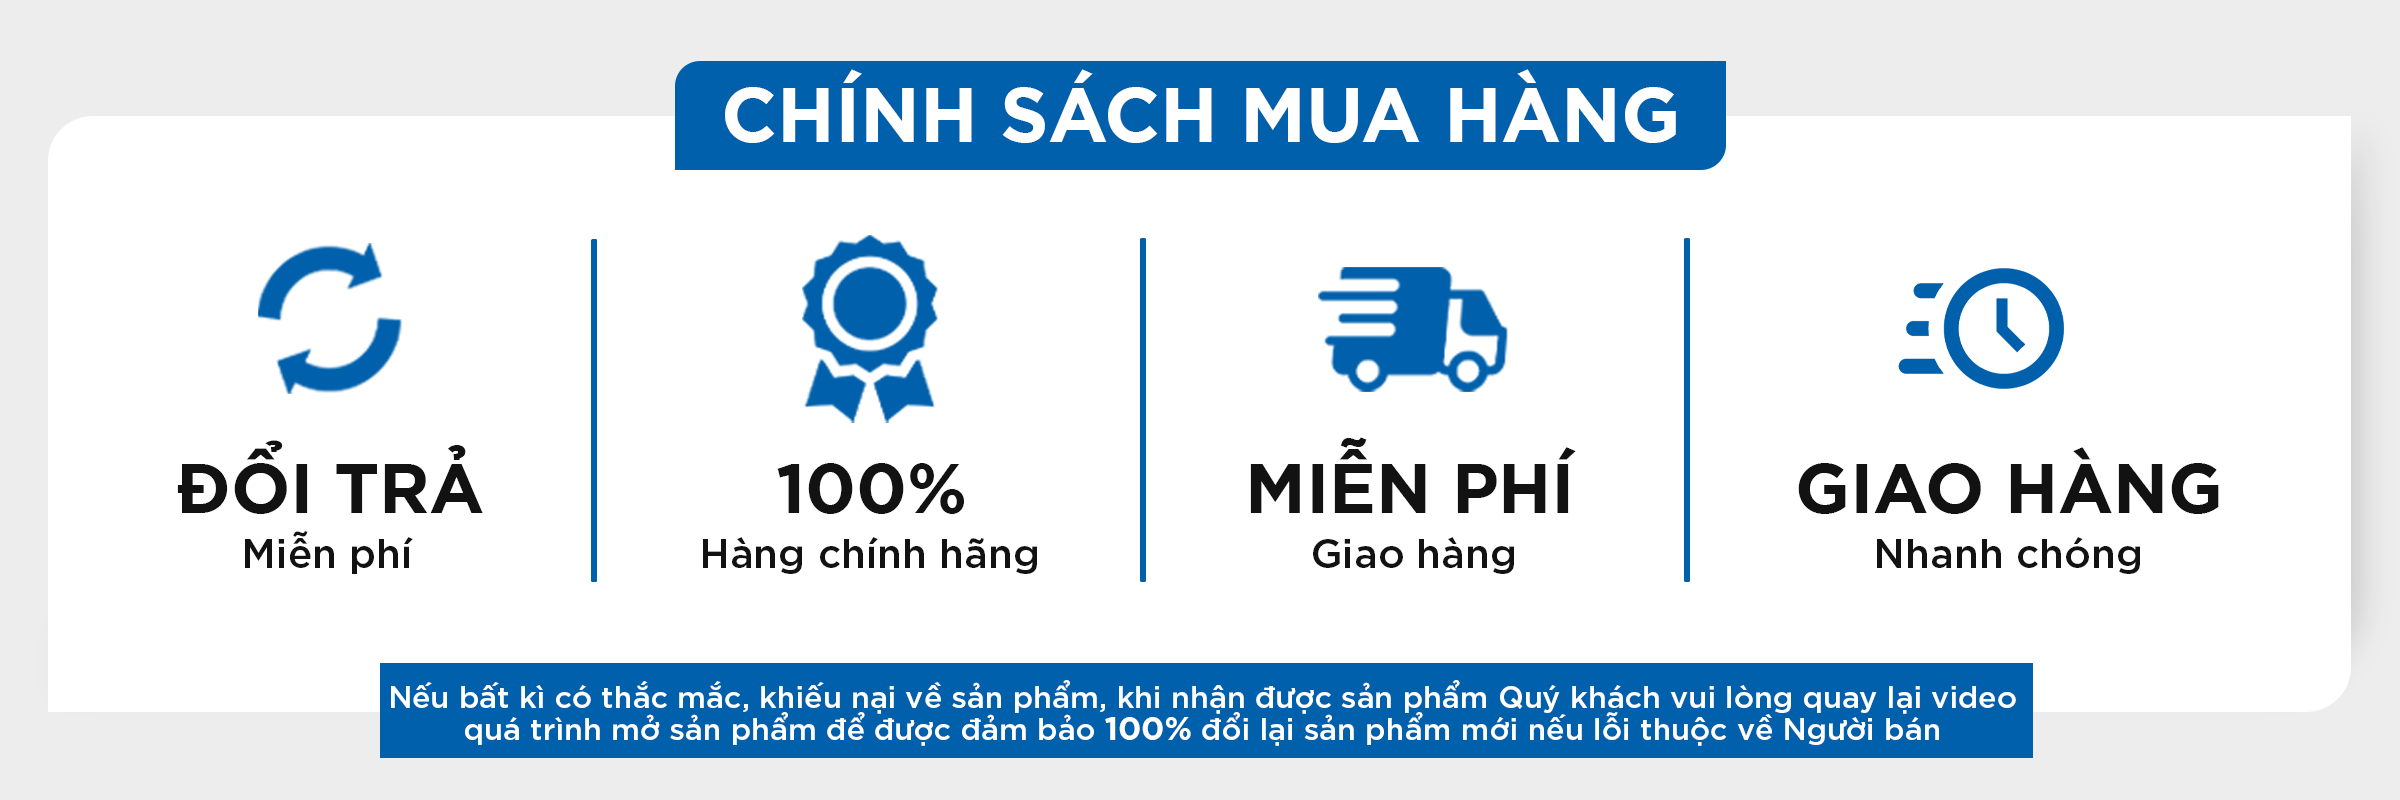 CHÍNH SÁCH MUA HÀNG
ĐỔI TRẢ
Miễn phí
100%
Hàng chính hãng
MIỄN PHÍ
Giao hàng
GIAO HÀNG
Nhanh chóng
Nếu bất kì có thắc mắc, khiếu nại về sản phẩm, khi nhận được sản phẩm Quý khách vui lòng quay lại video
quá trình mở sản phẩm để được đảm bảo 100% đổi lại sản phẩm mới nếu lỗi thuộc về Người bán